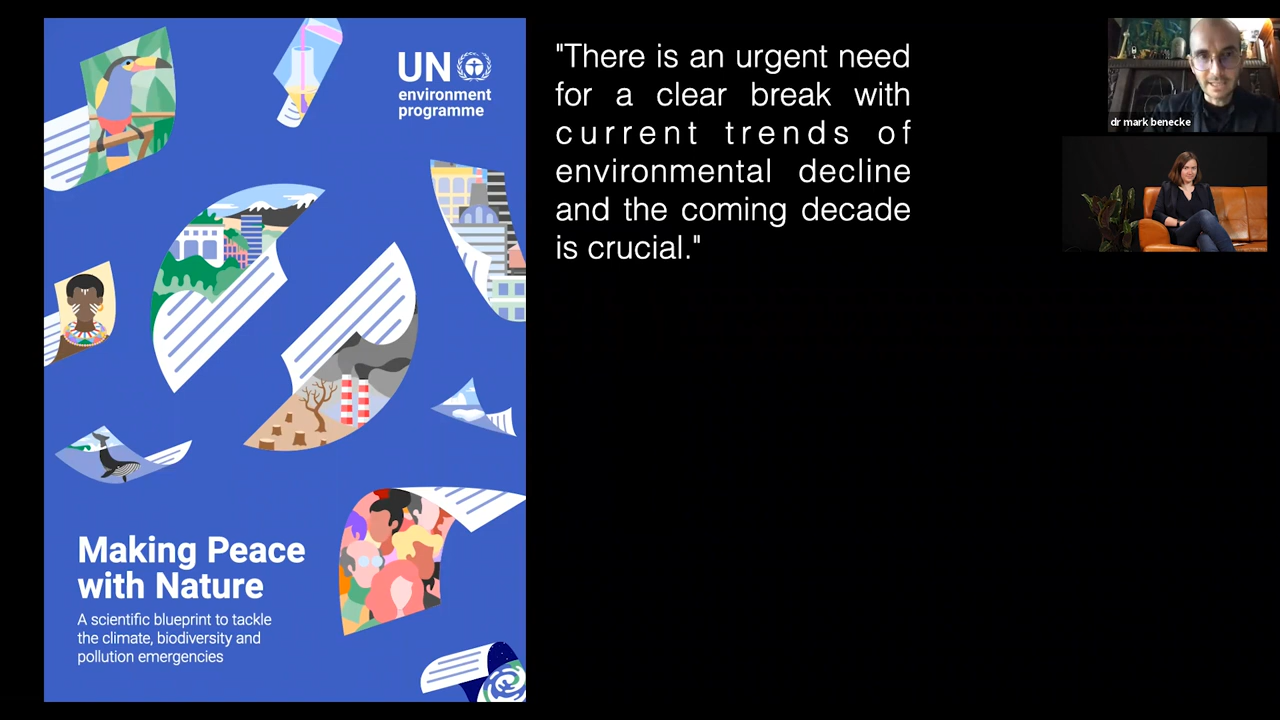 UN
environment
programme
Making Peace
with Nature
A scientific blueprint to tackle
the climate, biodiversity and
pollution emergencies
"There is an urgent need
for a clear break with
current trends of
environmental decline
and the coming decade
is crucial."
dr mark benecke